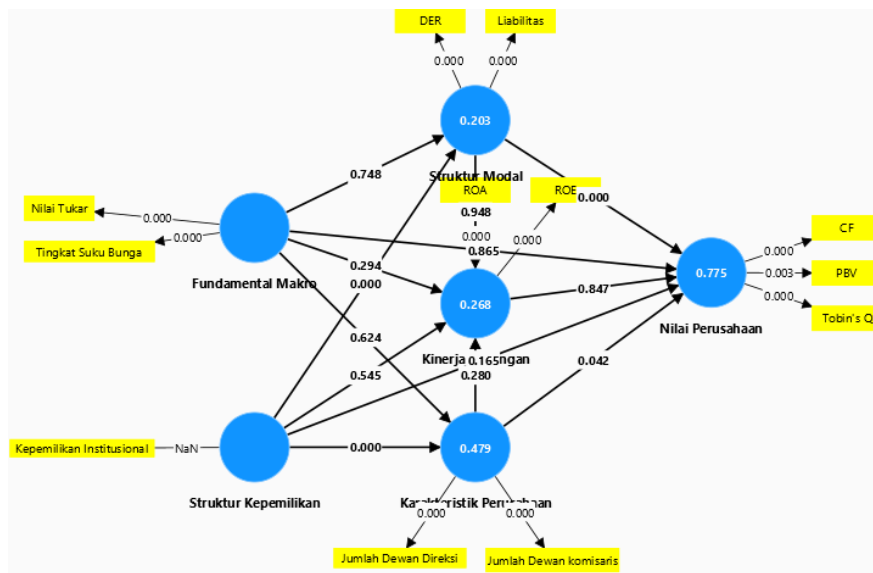 DER
Liabilitas
0.000
0.000
0.203
0.748
Struktur Modal
ROA
ROE
0.000
Nilai Tukar
0.000
0.948
CF
0.000
0.000
0.000
Tingkat Suku Bunga
0.865
0.000
0.294
0.775
0.003
PBV
Fundamental Makro
0.000
0.847
0.000
0.268
Nilai Perusahaan
Tobin's Q
0.624
0.165
0.042
0.545
0.280
Kepemilikan Institusional
NaN
0.000
0.479
Struktur Kepemilikan
Karakteristik Perusahaan
0.000
0.000
Jumlah Dewan Direksi
Jumlah Dewan komisaris